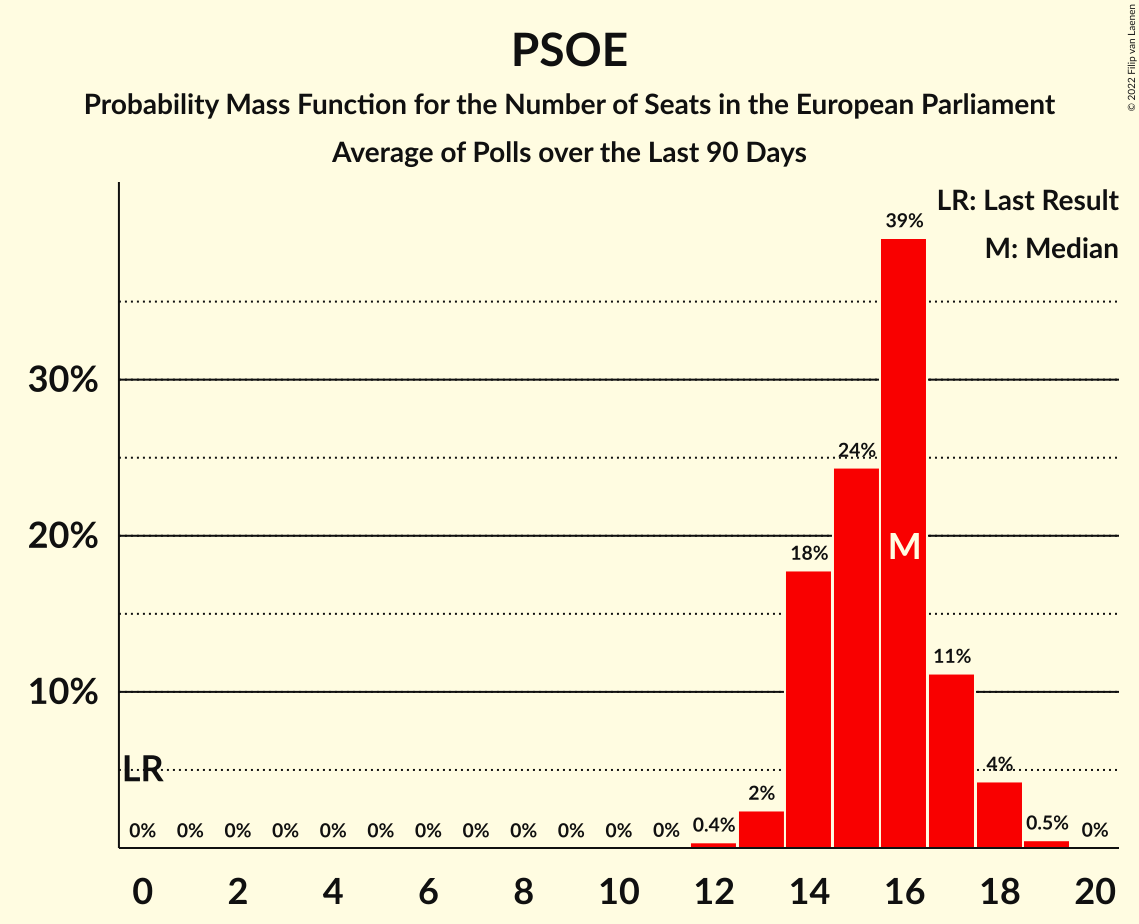 PSOE
Probability Mass Function for the Number of Seats in the European Parliament
Average of Polls over the Last 90 Days
© 2022 Filip van Laenen
LR: Last Result
M: Median
39%
30%
24%
20%
M
18%
11%
10%
LR
4%
2%
0% 0% 0% 0% 0% 0% 0% 0% 0% 0% 0% 0% 0.4% 0.5% 0%
0 2 4 6 8 10 12 14 16 18 20